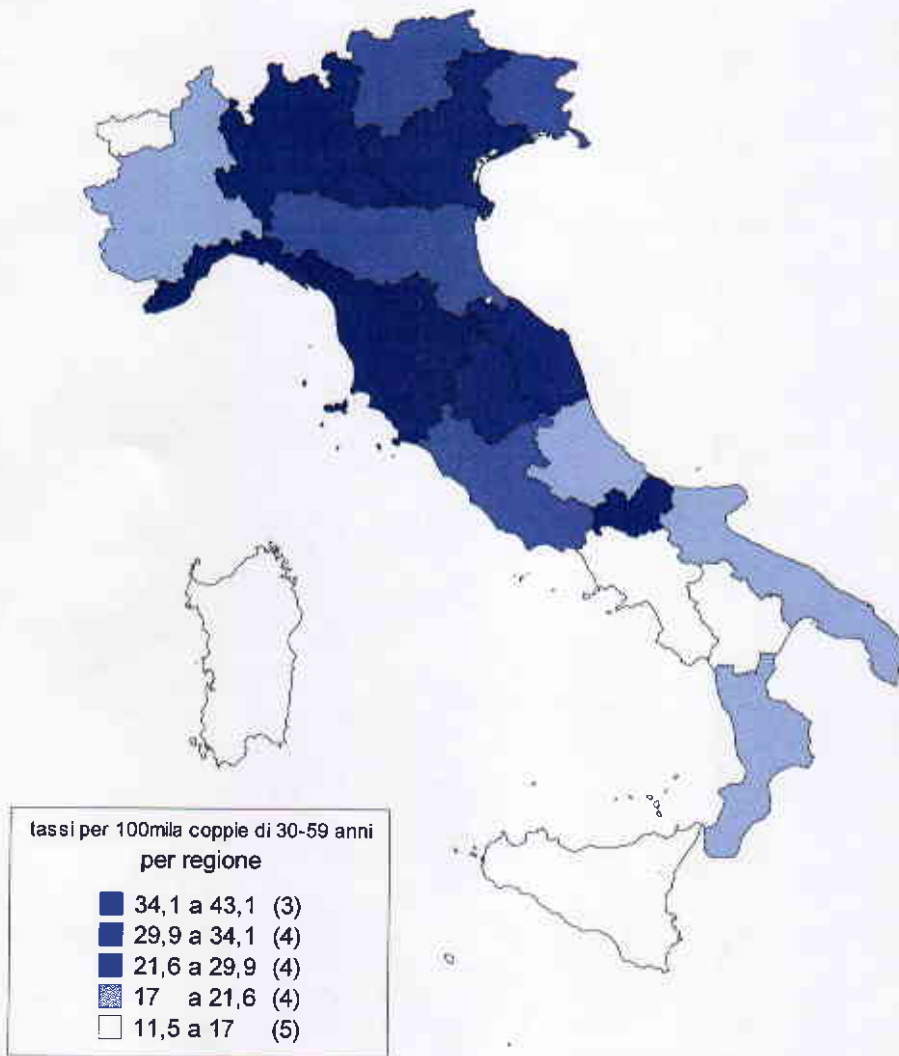 tassi per 100mila coppie di 30-59 anni
per regione
34,1 a 43,1 (3)
29,9 a 34,1 (4)
21,6 a 29,9 (4)
17 a 21,6 (4)
11,5 a 17 (5)